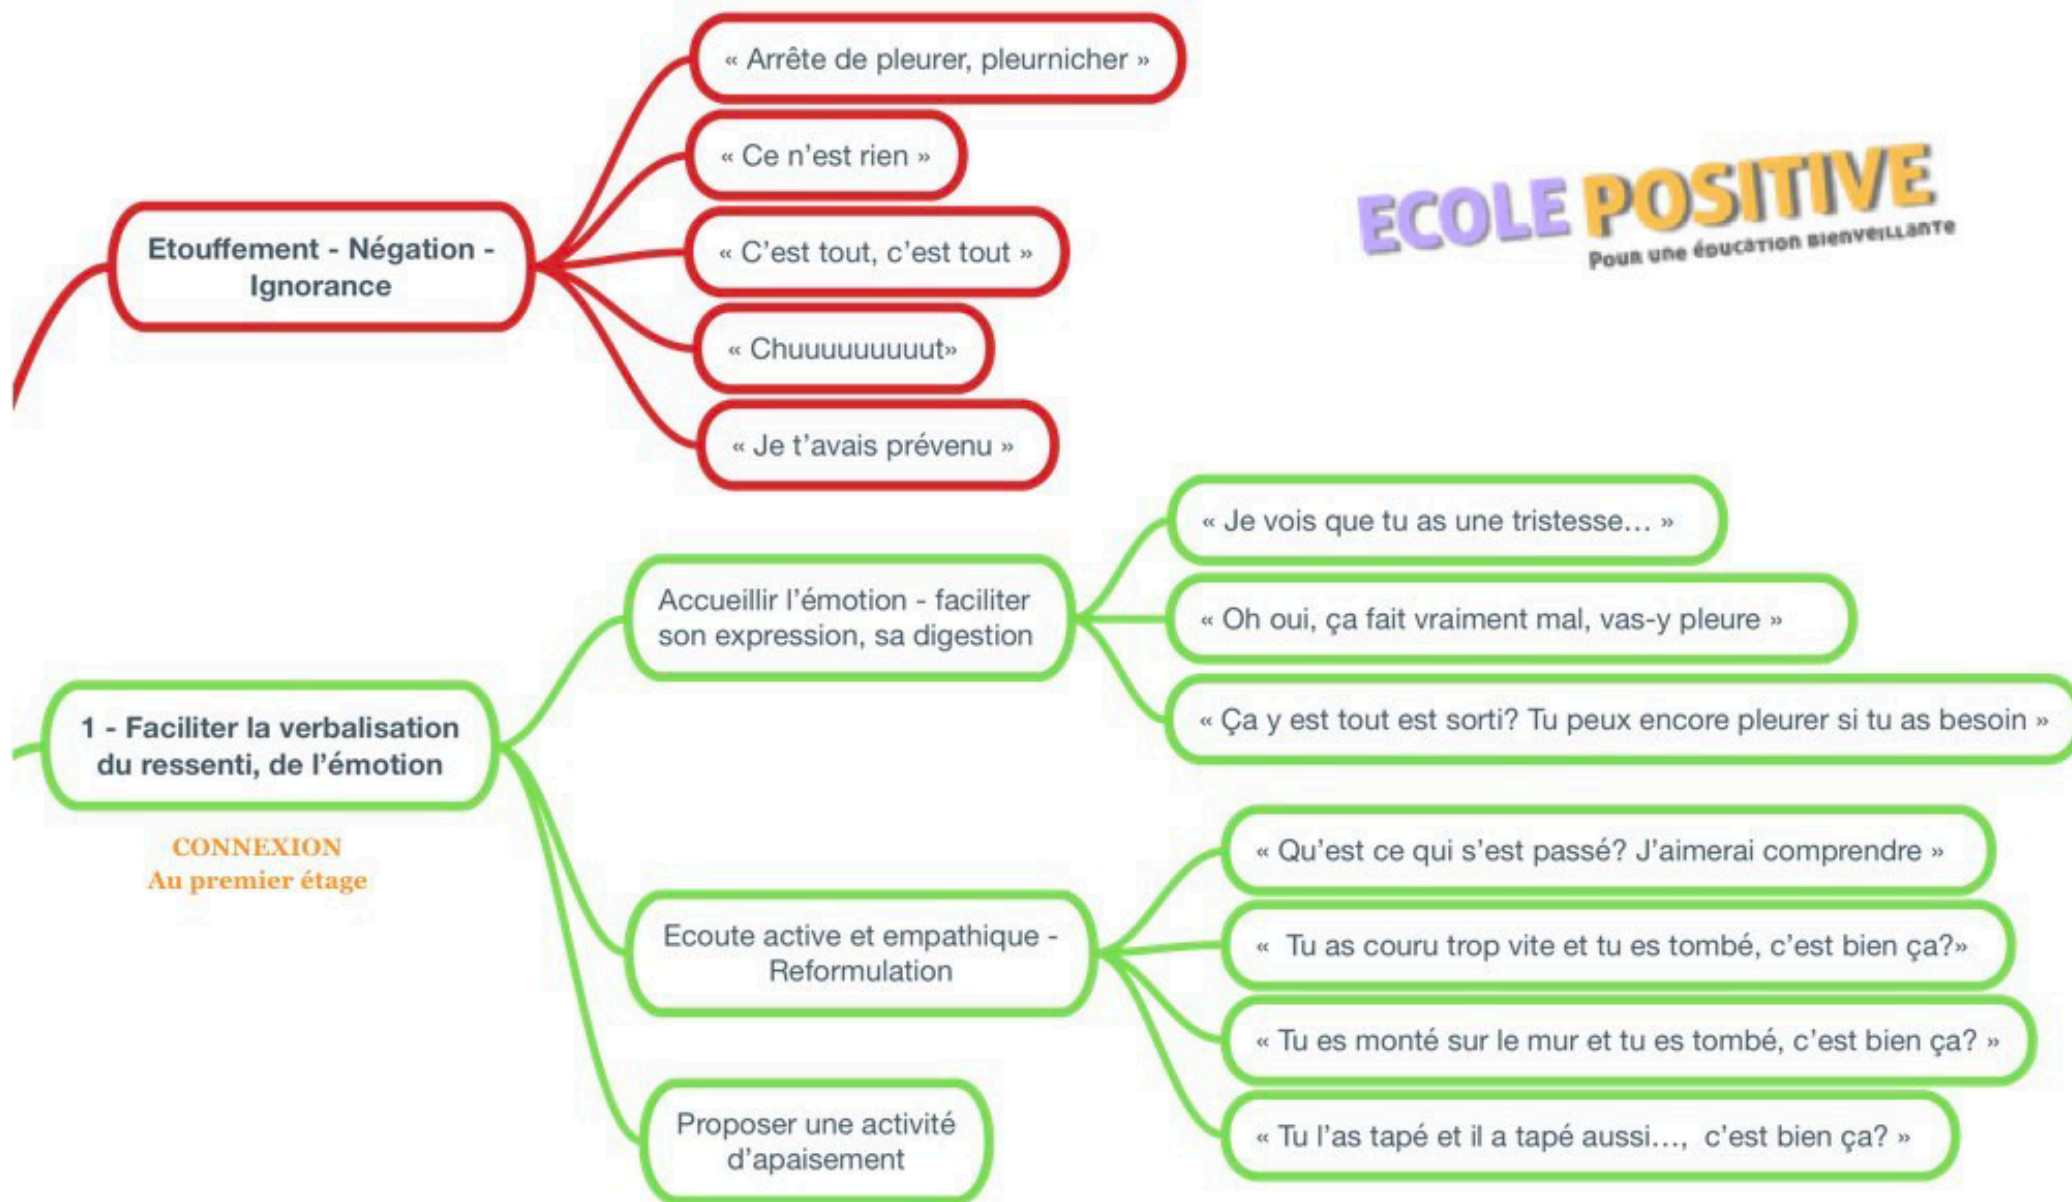 « Arrête de pleurer, pleurnicher »
« Ce n’est rien »
Etouffement - Négation -
Ignorance
« C’est tout, c’est tout »
« Chuuuuuuuuut»
« Je t’avais prévenu »
ECOLE POSITIVE
Pour une éducation bienveillante
1 - Faciliter la verbalisation
du ressenti, de l’émotion
CONNEXION
Au premier étage
Accueillir l’émotion - faciliter
son expression, sa digestion
« Je vois que tu as une tristesse… »
« Oh oui, ça fait vraiment mal, vas-y pleure »
« Ça y est tout est sorti? Tu peux encore pleurer si tu as besoin »
Ecoute active et empathique -
Reformulation
« Qu’est ce qui s’est passé? J’aimerai comprendre »
«  Tu as couru trop vite et tu es tombé, c’est bien ça?»
« Tu es monté sur le mur et tu es tombé, c’est bien ça? »
« Tu l’as tapé et il a tapé aussi…,  c’est bien ça? »
Proposer une activité
d’apaisement